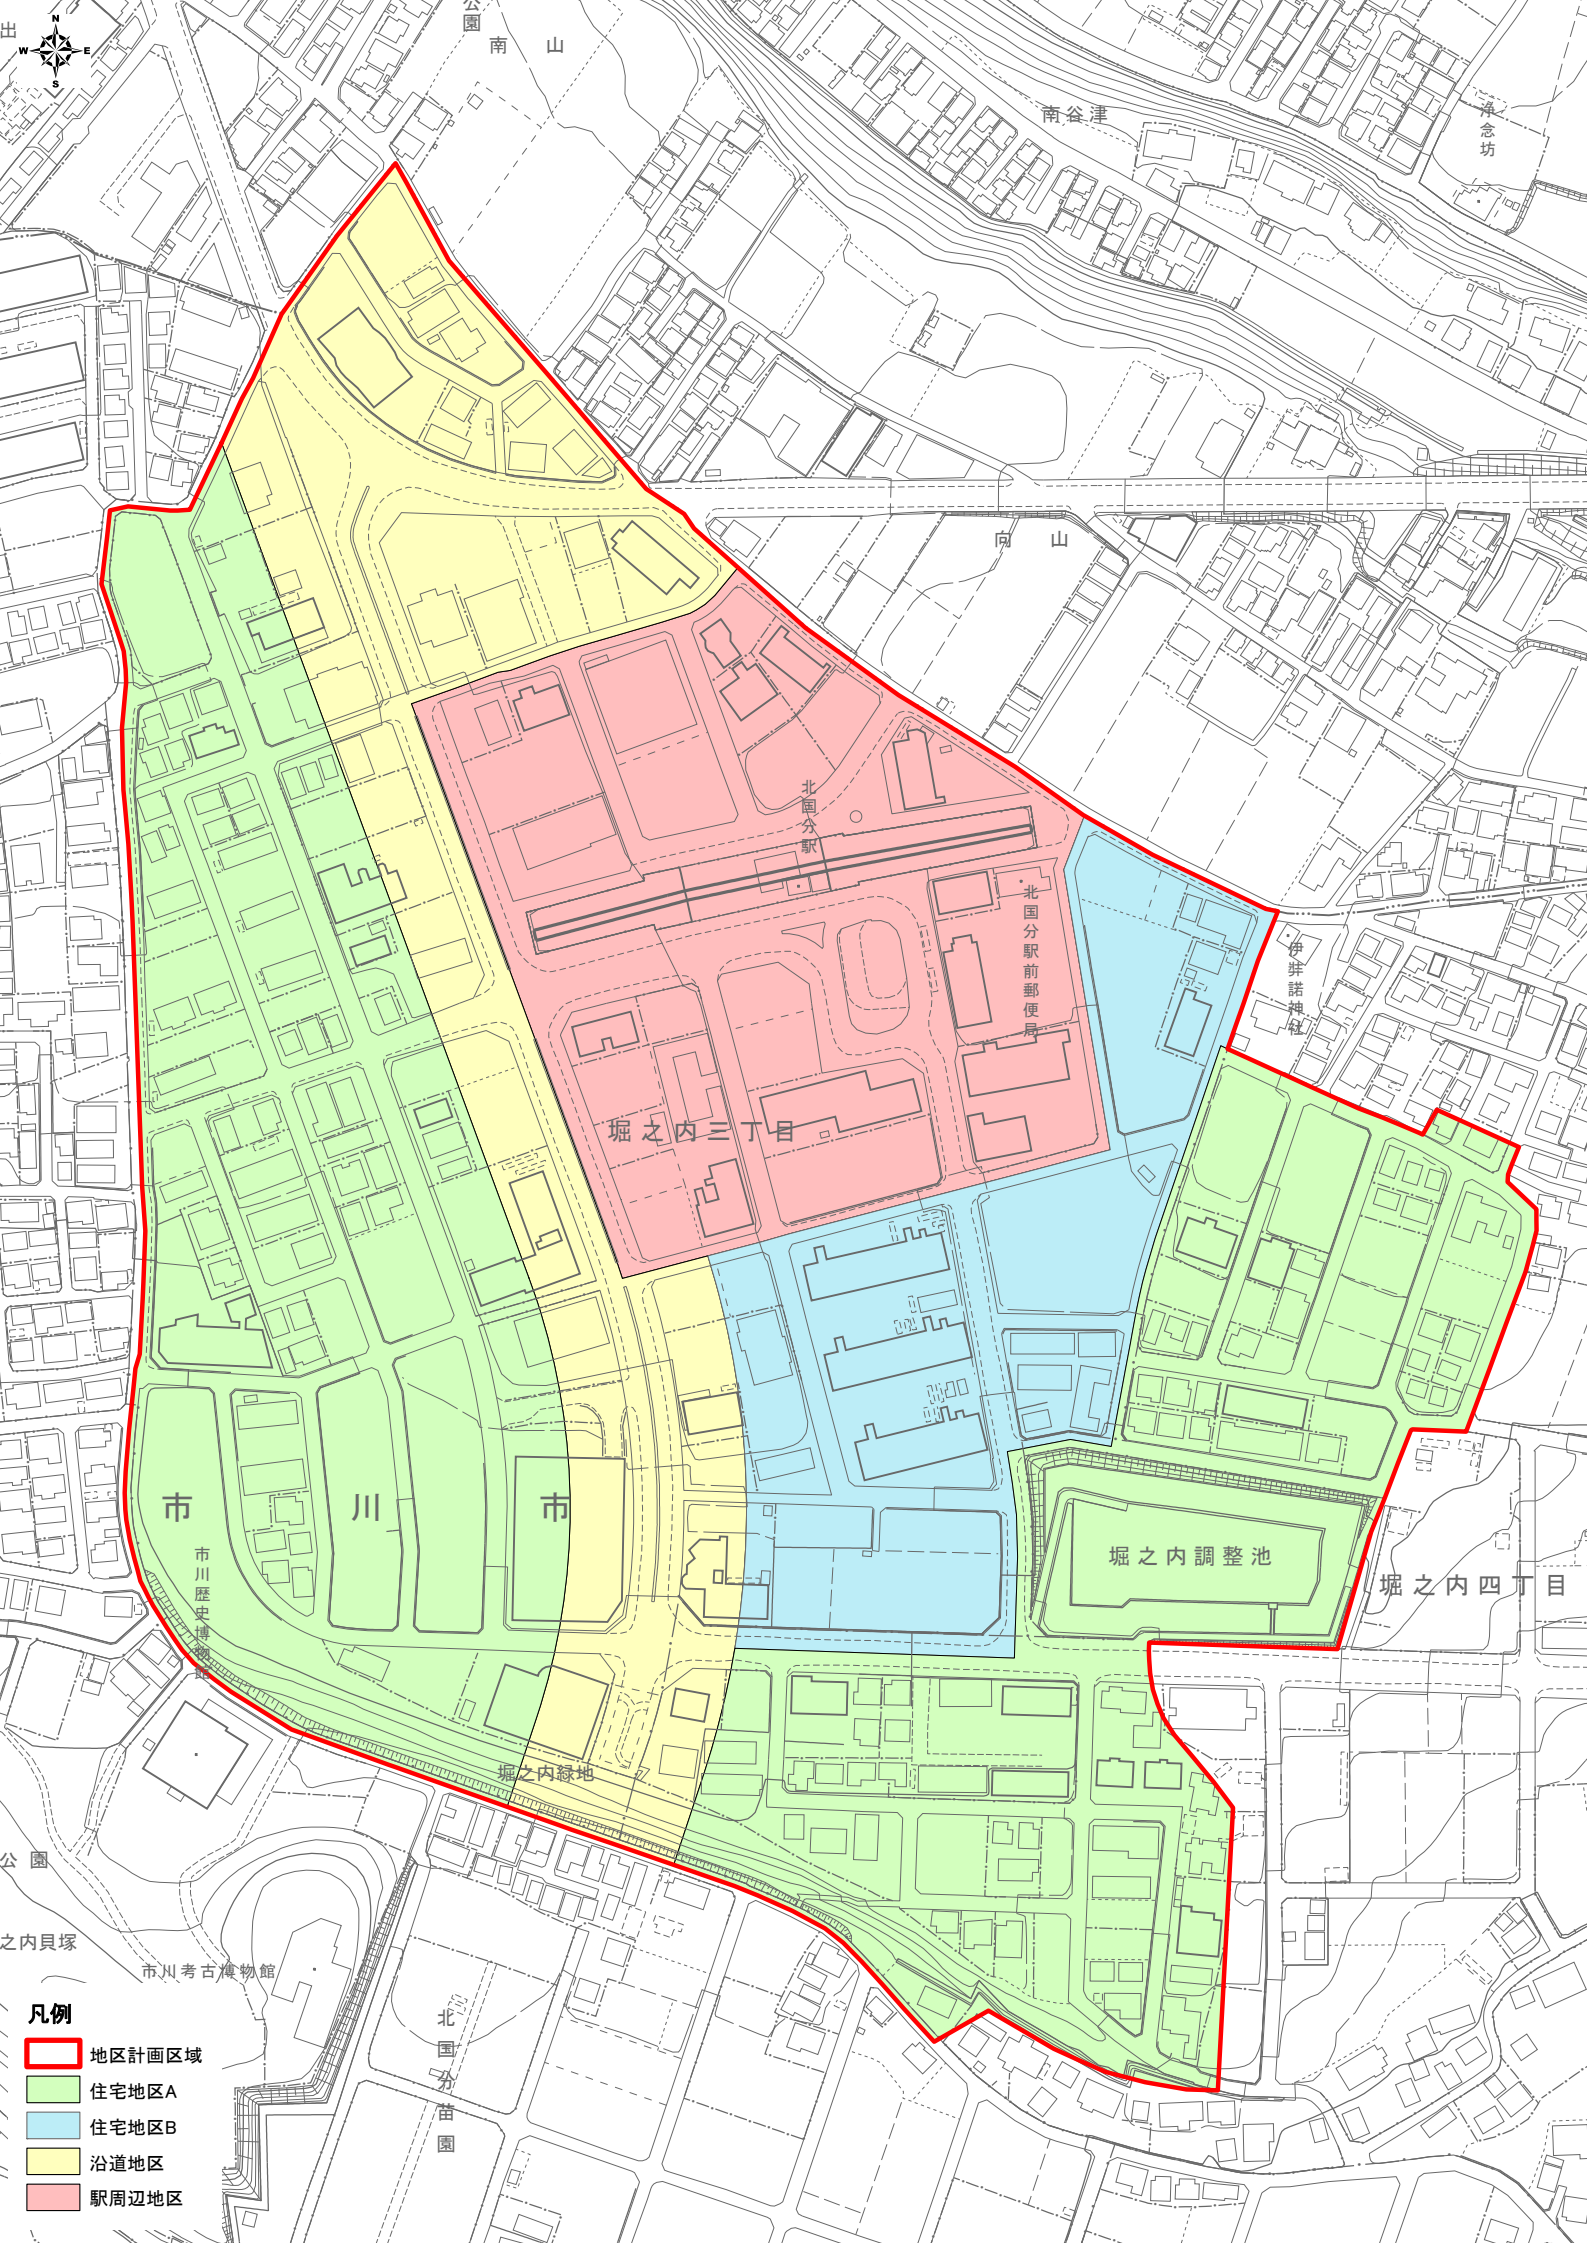 出
N
W
E
S
公園
南山
南谷津
浄念坊
向山
北国分駅
北国分駅前郵便局
伊弉諾神社
堀之内三丁目
市川市
市川歴史博物館
堀之内調整池
堀之内四丁目
堀之内緑地
公園
之内貝塚
市川考古博物館
北国分苗園
凡例
地区計画区域
住宅地区A
住宅地区B
沿道地区
駅周辺地区